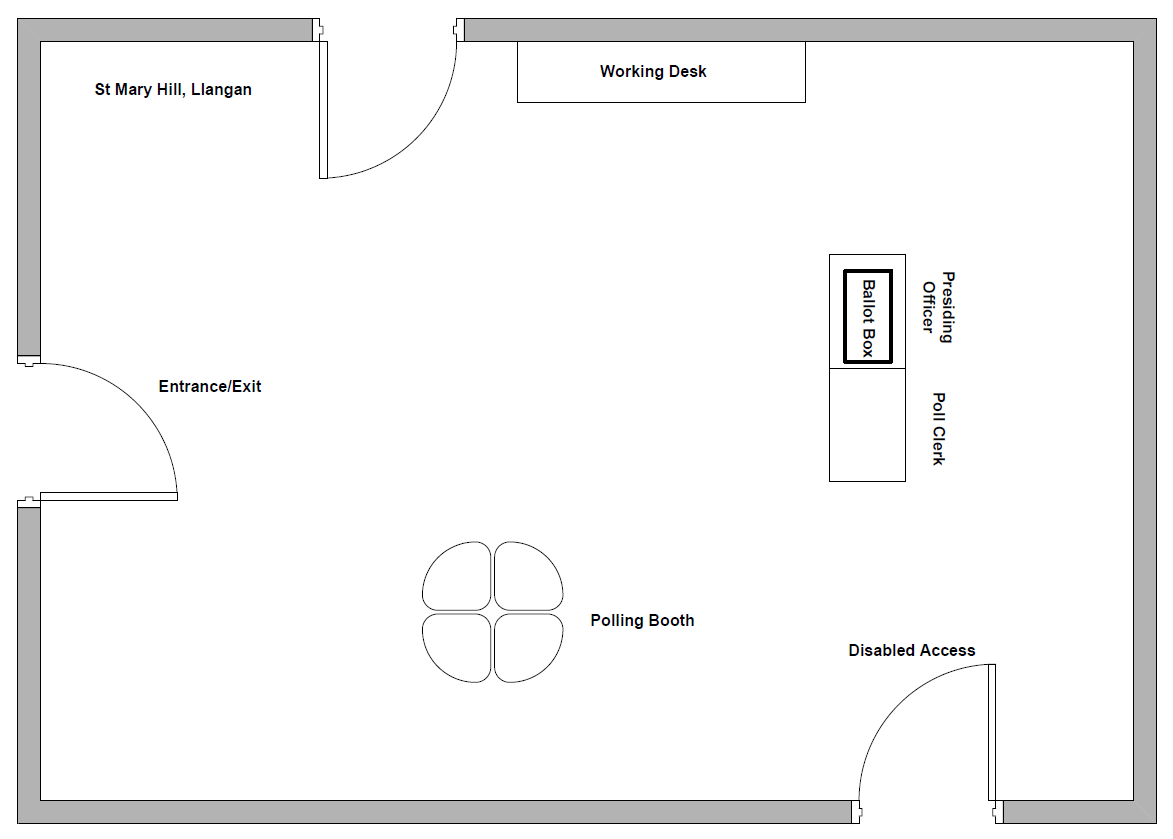 Working Desk
St Mary Hill, Llangan
Presiding
Officer
Ballot Box
Entrance/Exit
Poll Clerk
Polling Booth
Disabled Access